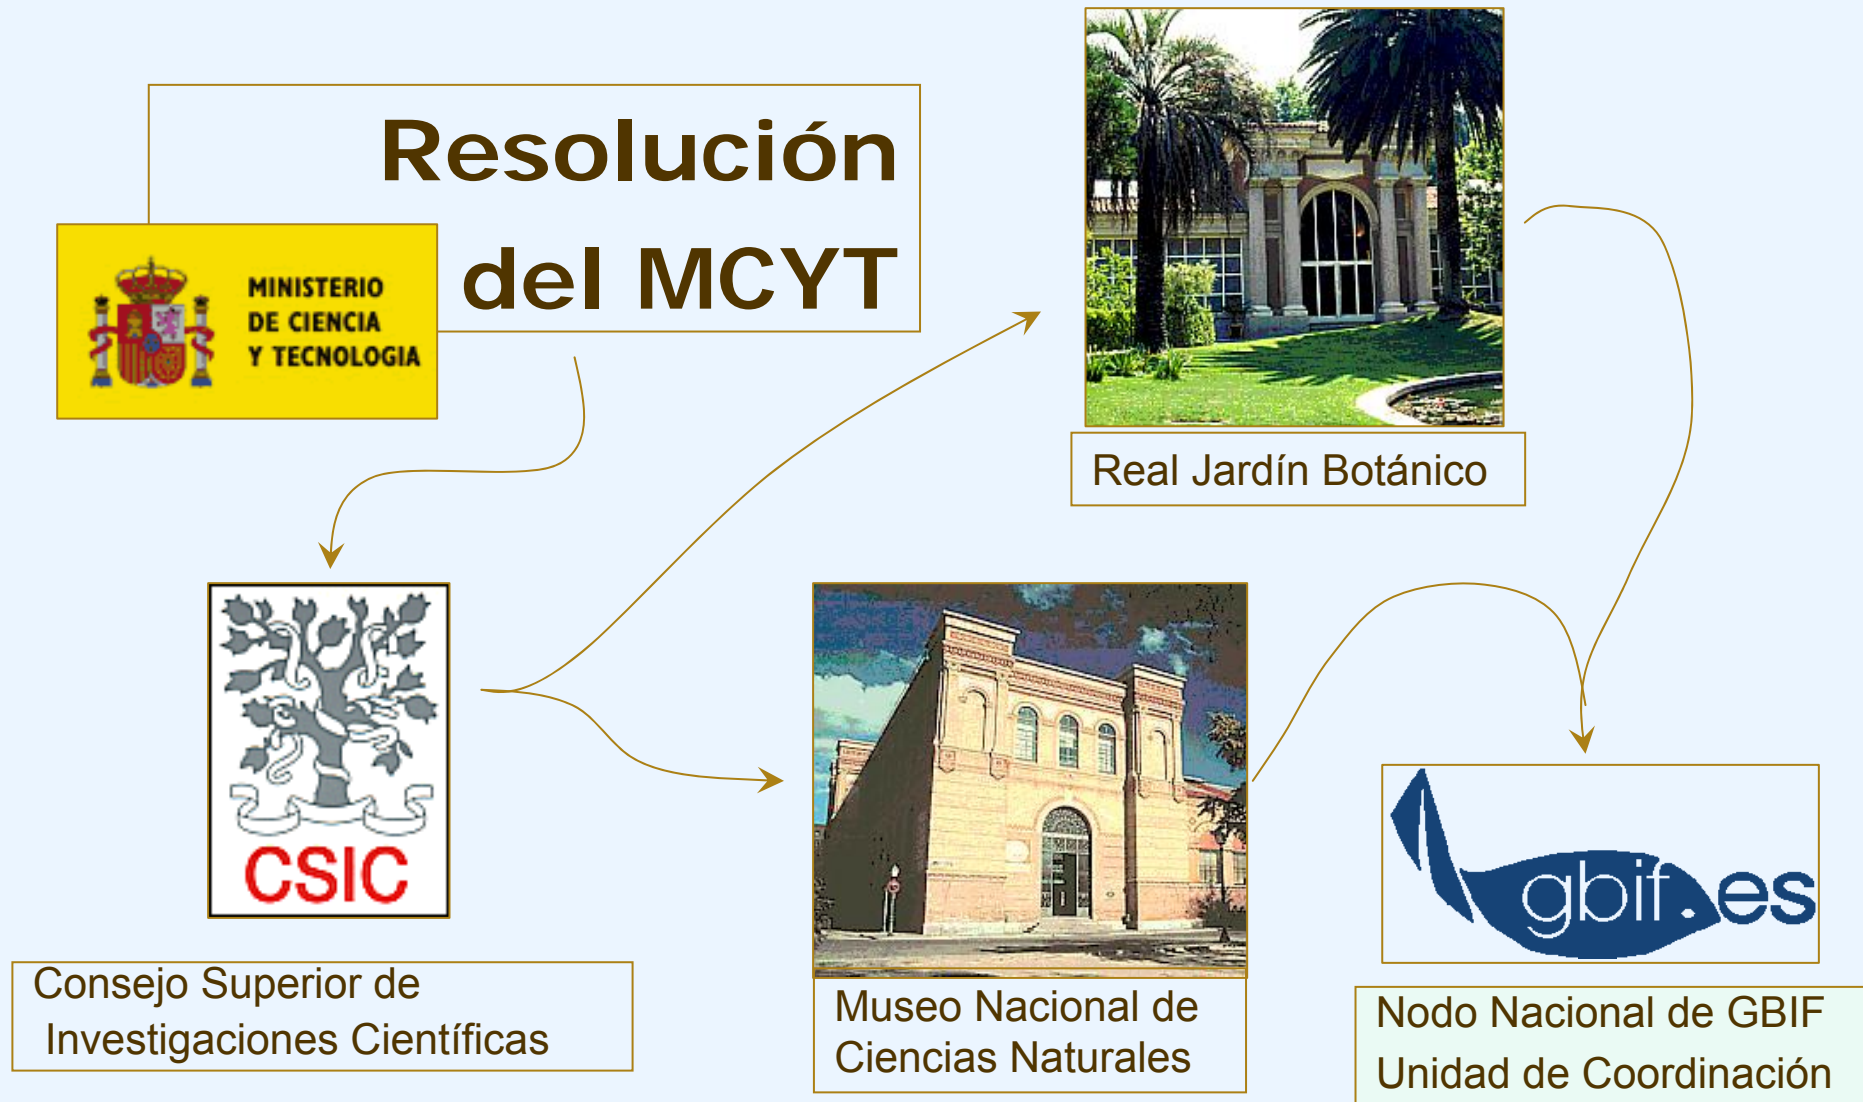 Resolución
del MCYT
MINISTERIO
DE CIENCIA
Y TECNOLOGIA
Real Jardín Botánico
CSIC
Consejo Superior de
Investigaciones Científicas
Museo Nacional de
Ciencias Naturales
gbif.es
Nodo Nacional de GBIF
Unidad de Coordinación